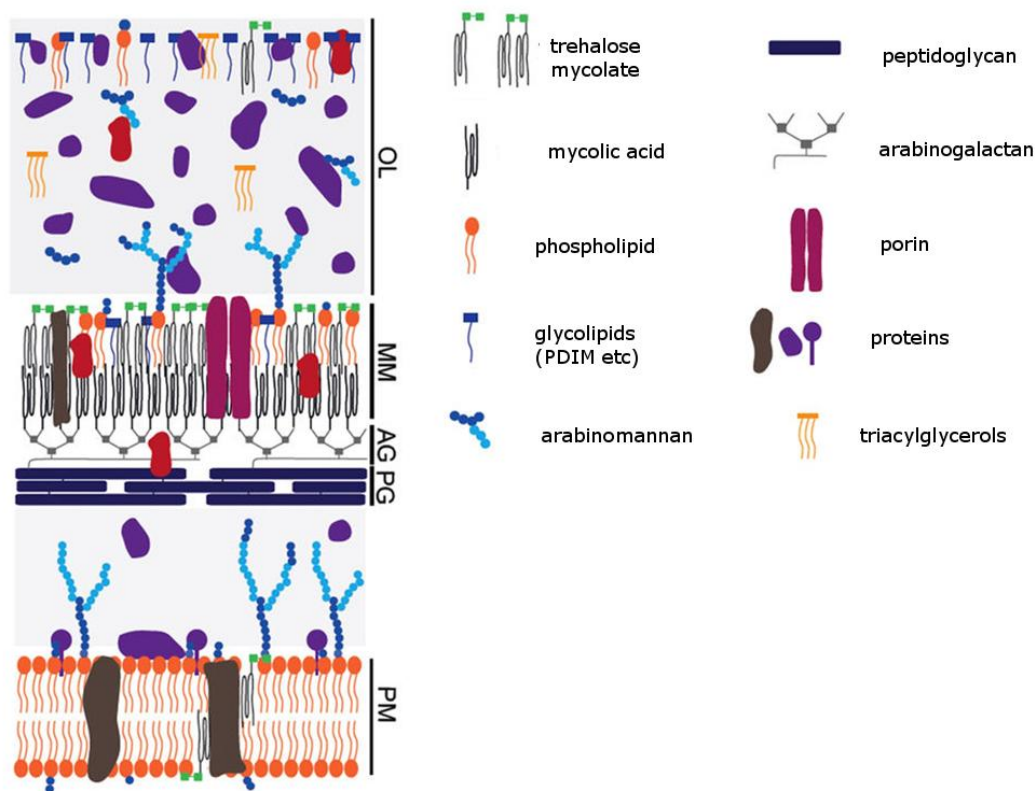 OL
MM
AG
PG
PM
trehalose
mycolate
mycolic acid
phospholipid
glycolipids
(PDIM etc)
arabinomannan
peptidoglycan
arabinogalactan
porin
proteins
triacylglycerols